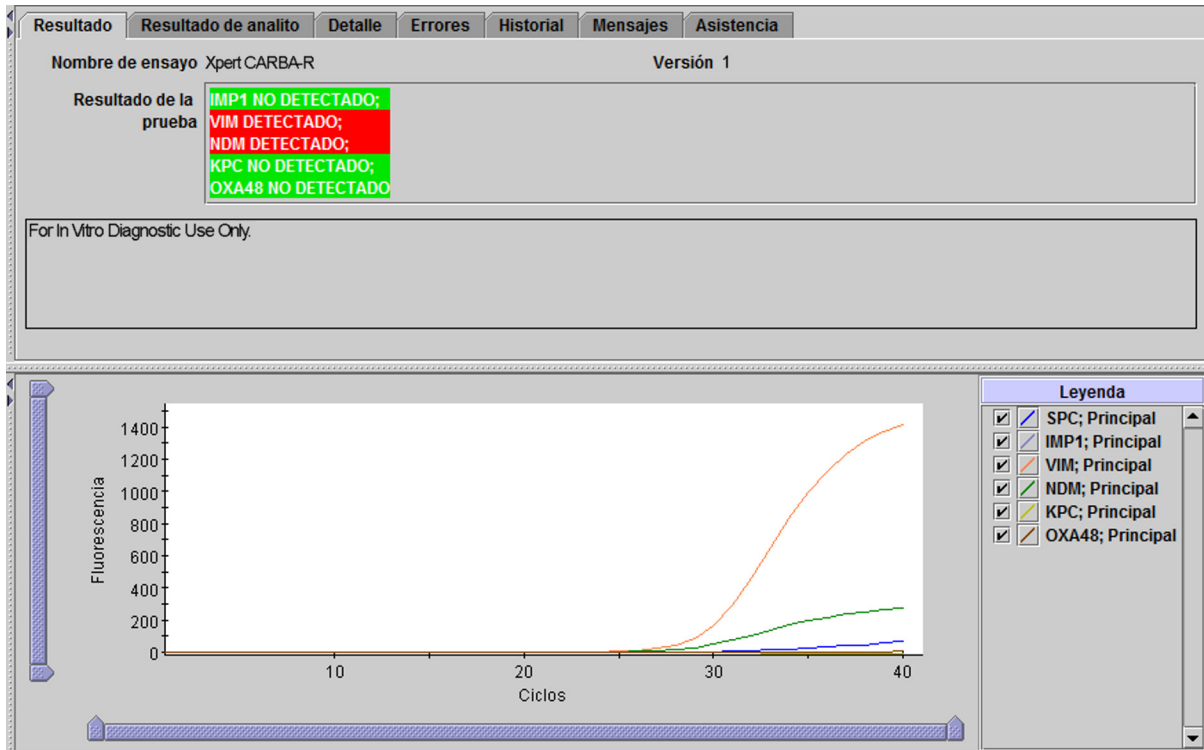 Resultado Resultado de analito Detalle Errores Historial Mensajes Asistencia
Nombre de ensayo Xpert CARBA-R Versión 1
Resultado de la prueba
IMP1 NO DETECTADO;
VIM DETECTADO;
NDM DETECTADO;
KPC NO DETECTADO;
OXA48 NO DETECTADO
For In Vitro Diagnostic Use Only.
Fluorescencia
1400
1200
1000
800
600
400
200
0
10 20 30 40
Ciclos
Leyenda
SPC; Principal
IMP1; Principal
VIM; Principal
NDM; Principal
KPC; Principal
OXA48; Principal